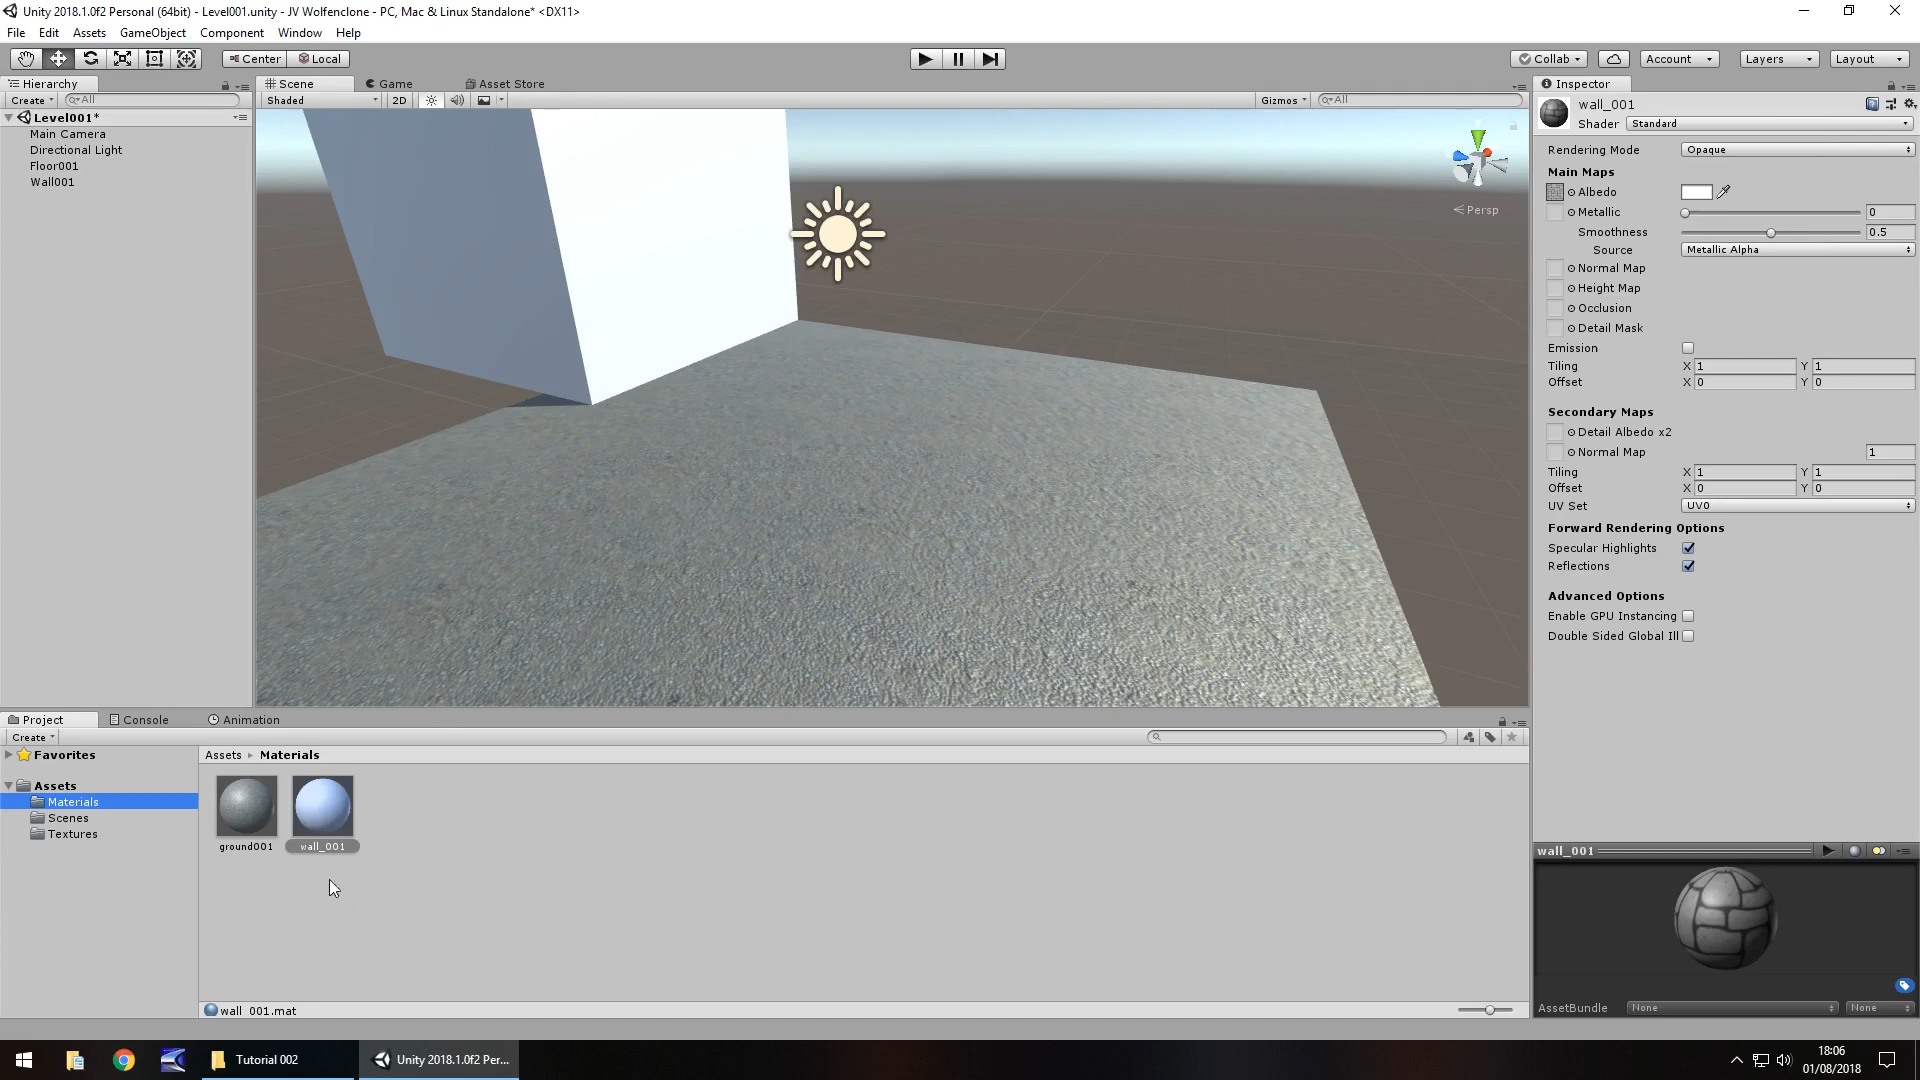 Unity 2018.1.0f2 Personal (64bit) - Level001.unity - JV Wolfenclone - PC, Mac & Linux Standalone* <DX11>
File Edit Assets GameObject Component Window Help
Center Local Collab Account Layers Layout
Hierarchy
Create All
Level001*
Main Camera
Directional Light
Floor001
Wall001
Scene Game Asset Store
Shaded 2D Gizmos All
Persp
Inspector
wall_001
Shader Standard
Rendering Mode Opaque
Main Maps
Albedo
Metallic 0
Smoothness 0.5
Source Metallic Alpha
Normal Map
Height Map
Occlusion
Detail Mask
Emission
Tiling X 1 Y 1
Offset X 0 Y 0
Secondary Maps
Detail Albedo x2
Normal Map 1
Tiling X 1 Y 1
Offset X 0 Y 0
UV Set UV0
Forward Rendering Options
Specular Highlights
Reflections
Advanced Options
Enable GPU Instancing
Double Sided Global Ill
Project Console Animation
Create
Favorites
Assets
Materials
Scenes
Textures
Assets Materials
ground001 wall_001
wall_001.mat
wall_001
AssetBundle None None
Tutorial 002 Unity 2018.1.0f2 Per...
18:06
01/08/2018